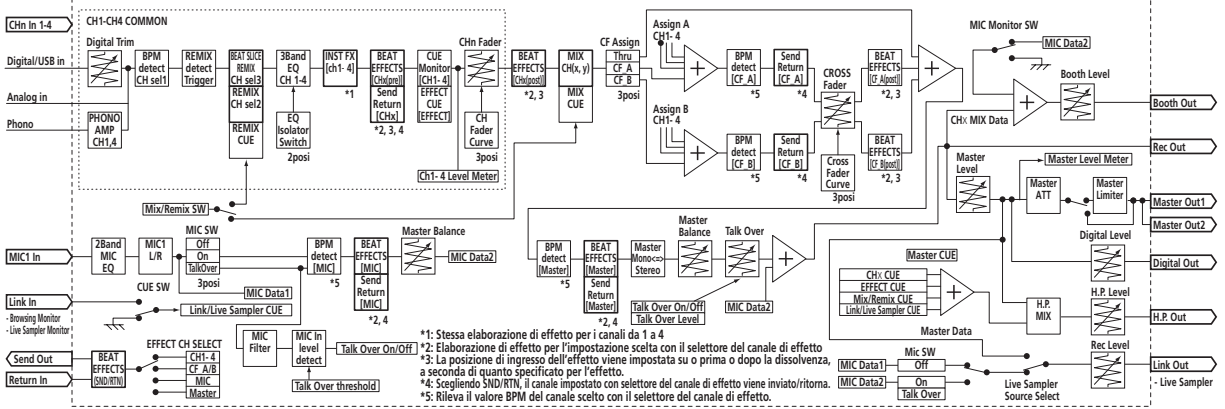 CHn In 1-4
CH1-CH4 COMMON
Digital/USB in
Analog in
Phono
Digital Trim
PHONO
AMP
CH1,4
BPM
detect
CH sel1
REMIX
detect
Trigger
BEAT SLICE
REMIX
CH sel3
REMIX
CH sel2
REMIX
CUE
3Band
EQ
CH 1-4
EQ
Isolator
Switch
2posi
INST FX
[ch1- 4]
*1
BEAT
EFFECTS
[CHx(pre)]
Send
Return
[CHx]
*2, 3, 4
CUE
Monitor
[CH1- 4]
EFFECT
CUE
[EFFECT]
CHn Fader
CH
Fader
Curve
3posi
Ch1- 4 Level Meter
BEAT
EFFECTS
[CHx(post)]
*2, 3
MIX
CH(x, y)
MIX
CUE
CF Assign
Thru
CF A
CF B
3posi
Assign A
CH1- 4
Assign B
CH1- 4
BPM
detect
[CF_A]
*5
Send
Return
[CF_A]
*4
BPM
detect
[CF_B]
*5
Send
Return
[CF_B]
*4
CROSS
Fader
Cross
Fader
Curve
3posi
BEAT
EFFECTS
[CF_A(post)]
*2, 3
BEAT
EFFECTS
[CF_B(post)]
*2, 3
MIC Monitor SW
MIC Data2
Booth Level
CHX MIX Data
Booth Out
Rec Out
Master
Level
Master Level Meter
Master
ATT
Master
Limiter
Master Out1
Master Out2
Digital Level
Digital Out
Mix/Remix SW
MIC1 In
2Band
MIC
EQ
MIC1
L/R
MIC SW
Off
On
TalkOver
3posi
MIC Data1
BPM
detect
[MIC]
*5
BEAT
EFFECTS
[MIC]
Send
Return
[MIC]
*2, 4
Master Balance
MIC Data2
BPM
detect
[Master]
*5
BEAT
EFFECTS
[Master]
Send
Return
[Master]
*2, 4
Master
Mono<=>
Stereo
Master
Balance
Talk Over
Talk Over On/Off
Talk Over Level
MIC Data2
Master CUE
CHX CUE
EFFECT CUE
Mix/Remix CUE
Link/Live Sampler CUE
H.P.
MIX
H.P. Level
H.P. Out
Link In
- Browsing Monitor
- Live Sampler Monitor
CUE SW
Link/Live Sampler CUE
Send Out
Return In
BEAT
EFFECTS
(SND/RTN)
EFFECT CH SELECT
CH1- 4
CF_A/B
MIC
Master
MIC
Filter
MIC In
level
detect
Talk Over On/Off
Talk Over threshold
*1: Stessa elaborazione di effetto per i canali da 1 a 4
*2: Elaborazione di effetto per l'impostazione scelta con il selettore del canale di effetto
*3: La posizione di ingresso dell'effetto viene impostata su o prima o dopo la dissolvenza,
a seconda di quanto specificato per l'effetto.
*4: Scegliendo SND/RTN, il canale impostato con selettore del canale di effetto viene inviato/ritorna.
*5: Rileva il valore BPM del canale scelto con il selettore del canale di effetto.
Master Data
MIC Data1
MIC Data2
Mic SW
Off
On
Talk Over
Live Sampler
Source Select
Rec Level
Link Out
- Live Sampler